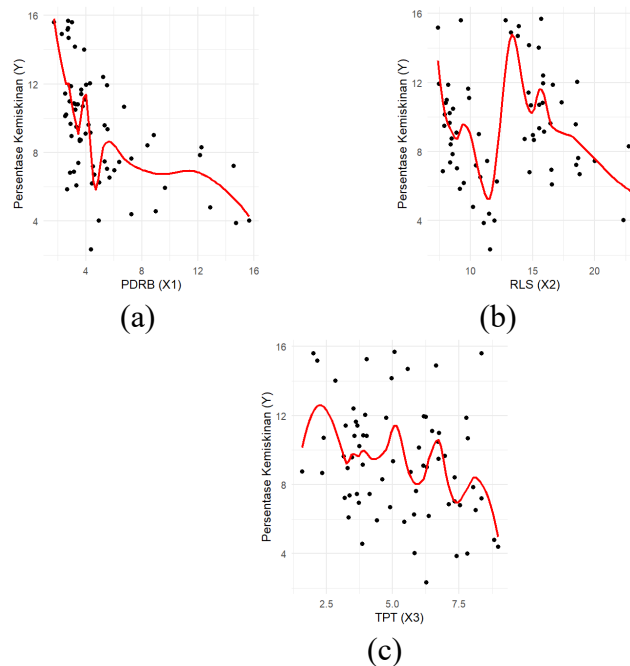 Persentase Kemiskinan (Y)
16
12
8
4
4
8
12
16
PDRB (X1)
(a)
Persentase Kemiskinan (Y)
16
12
8
4
10
15
20
RLS (X2)
(b)
Persentase Kemiskinan (Y)
16
12
8
4
2.5
5.0
7.5
TPT (X3)
(c)